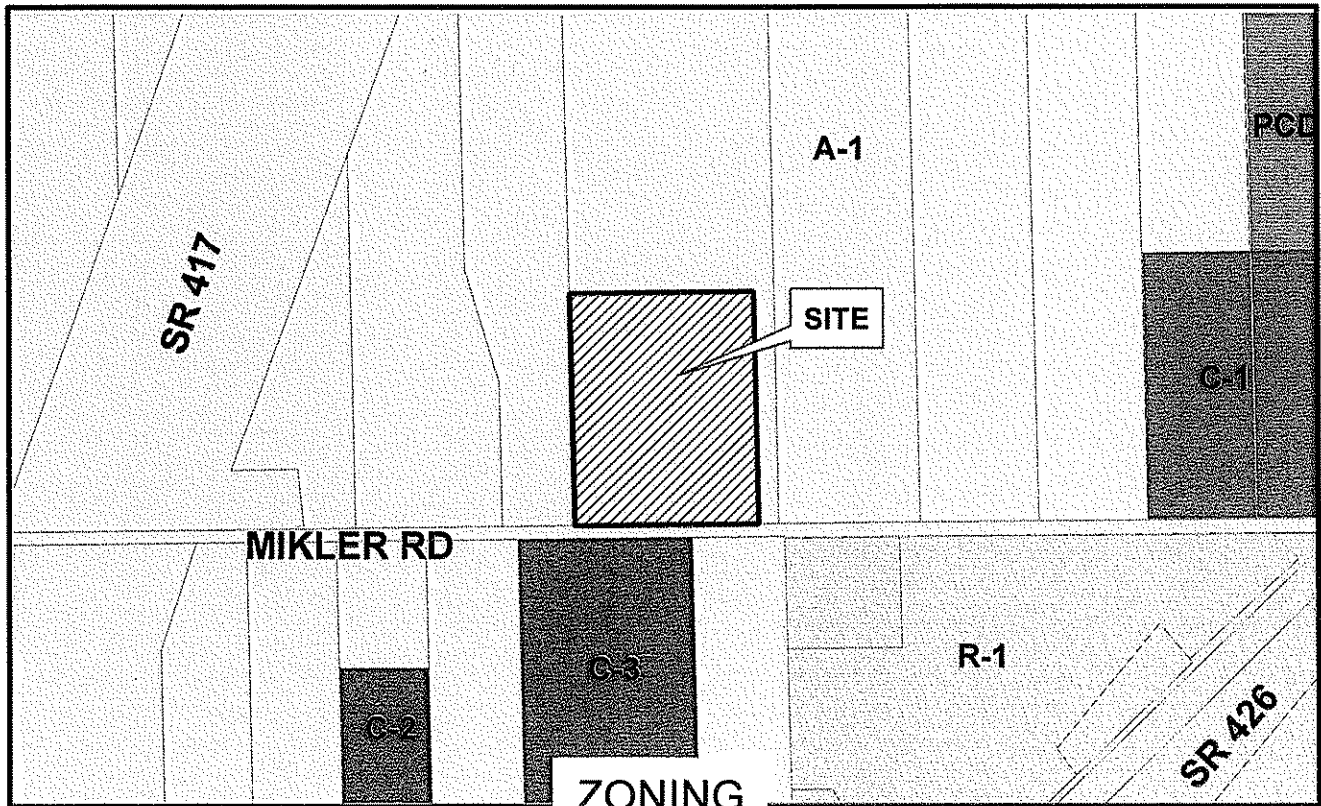 PCD
A-1
SR 417
SITE
C-1
MIKLER RD
C-3
R-1
C-2
SR 426
ZONING